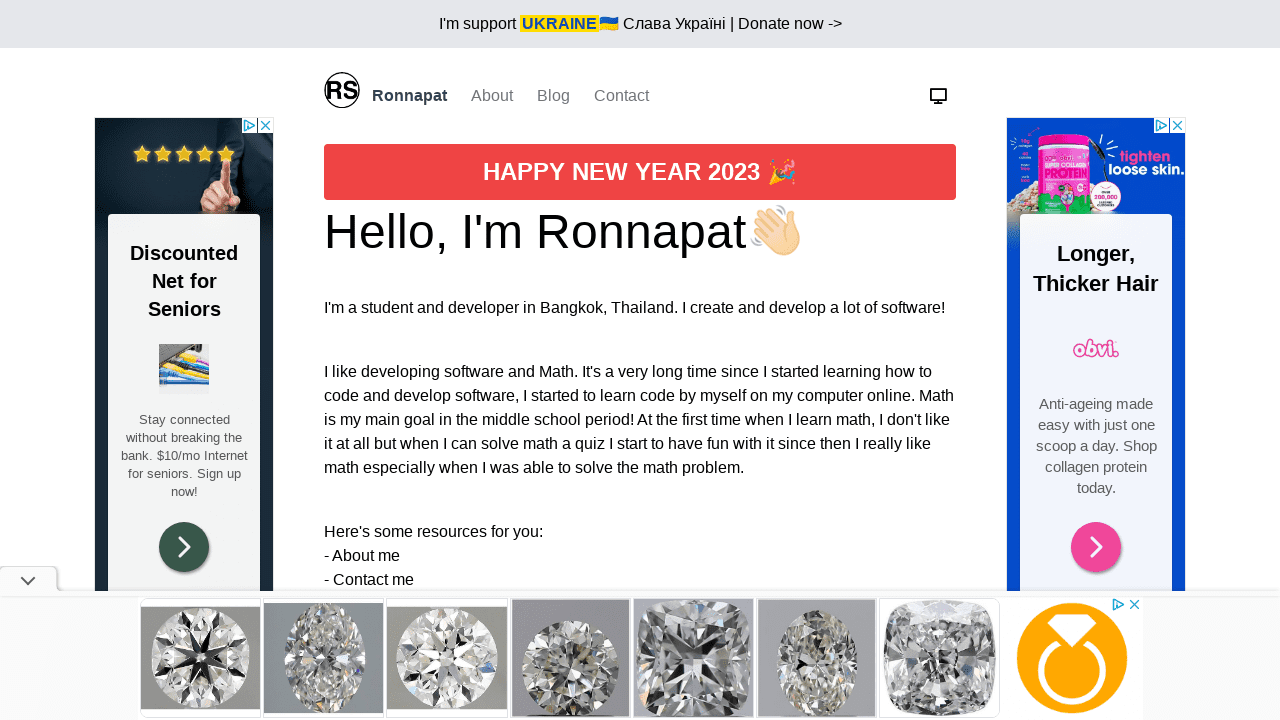 I'm support UKRAINE 🇺🇦 Слава Україні | Donate now ->
RS
Ronnapat
About
Blog
Contact
HAPPY NEW YEAR 2023 🎉
Hello, I'm Ronnapat👋🏻
I'm a student and developer in Bangkok, Thailand. I create and develop a lot of software!
I like developing software and Math. It's a very long time since I started learning how to
code and develop software, I started to learn code by myself on my computer online. Math
is my main goal in the middle school period! At the first time when I learn math, I don't like
it at all but when I can solve math a quiz I start to have fun with it since then I really like
math especially when I was able to solve the math problem.
Here's some resources for you:
- About me
- Contact me
Discounted
Net for
Seniors
Stay connected
without breaking the
bank. $10/mo Internet
for seniors. Sign up
now!
tighten
loose skin.
SUPER COLLAGEN
PROTEIN
OVER
200,000
Longer,
Thicker Hair
obvi.
Anti-ageing made
easy with just one
scoop a day. Shop
collagen protein
today.